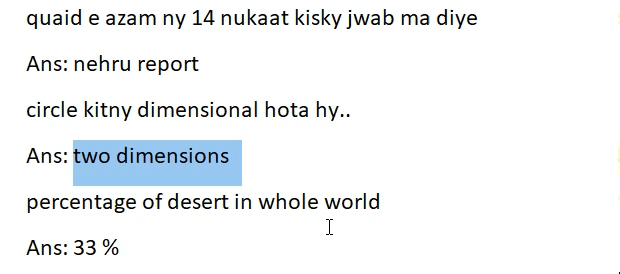 quaid e azam ny 14 nukaat kisky jwab ma diye
Ans: nehru report
circle kitny dimensional hota hy..
Ans: two dimensions
percentage of desert in whole world
Ans: 33 %